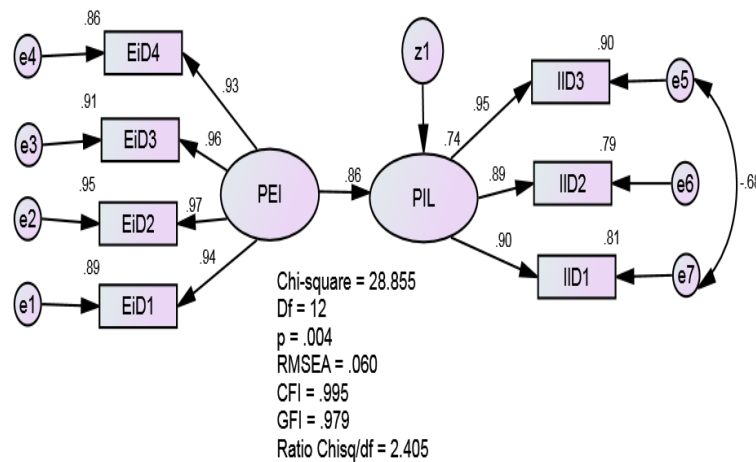 .86
e4
EiD4
.93
.91
e3
EiD3
.96
.95
e2
EiD2
.97
.89
e1
EiD1
.94
PEI
.86
z1
.74
PIL
.95
.90
IID3
e5
.89
.79
IID2
e6
.90
.81
IID1
e7
Chi-square = 28.855
Df = 12
p = .004
RMSEA = .060
CFI = .995
GFI = .979
Ratio Chisq/df = 2.405